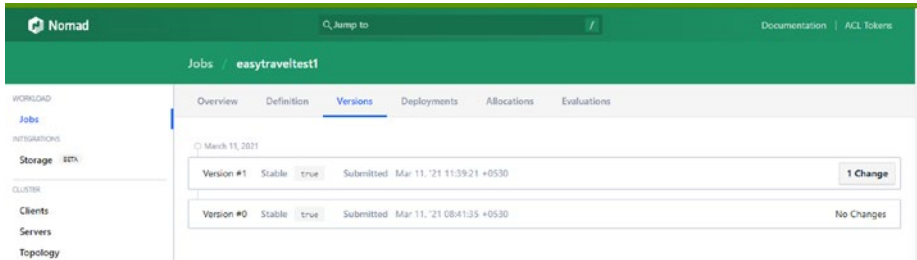 Nomad
Jump to /
Documentation ACL Tokens
Jobs / easytraveltest1
WORKLOAD
Jobs
INTEGRATIONS
Storage BETA
CLUSTER
Clients
Servers
Topology
Overview Definition Versions Deployments Allocations Evaluations
March 11, 2021
Version #1 Stable true Submitted Mar 11, '21 11:39:21 +0530 1 Change
Version #0 Stable true Submitted Mar 11, '21 08:41:35 +0530 No Changes